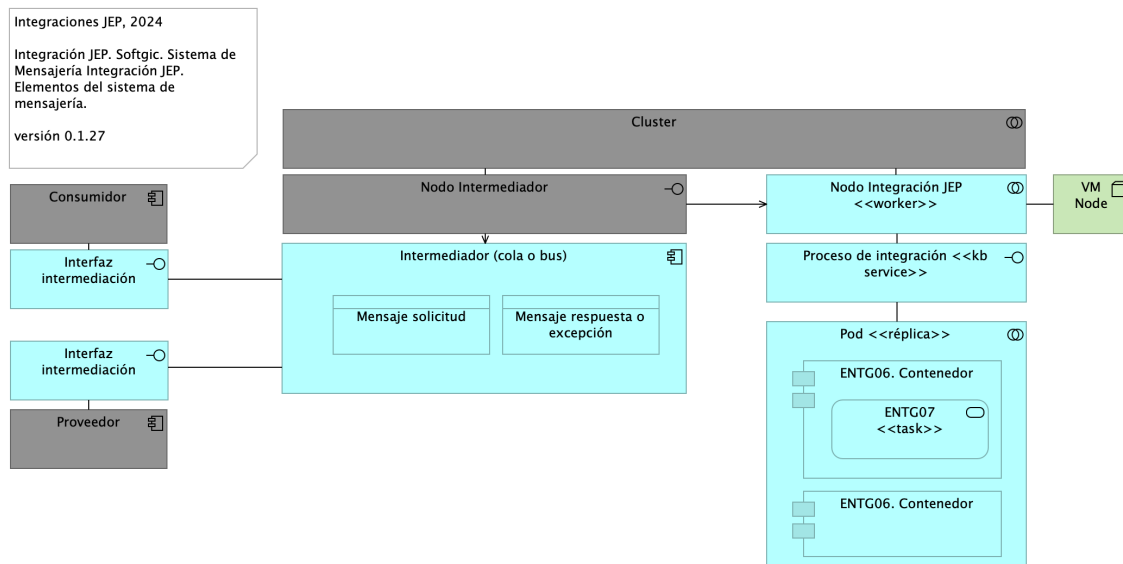 Integraciones JEP, 2024
Integración JEP. Softgic. Sistema de
Mensajería Integración JEP.
Elementos del sistema de
mensajería.
versión 0.1.27
Cluster
Consumidor
Nodo Intermediador
Nodo Integración JEP
<<worker>>
VM
Node
Interfaz
intermediación
Intermediador (cola o bus)
Proceso de integración <<kb
service>>
Mensaje solicitud
Mensaje respuesta o
excepción
Interfaz
intermediación
Proveedor
Pod <<réplica>>
ENTG06. Contenedor
ENTG07
<<task>>
ENTG06. Contenedor